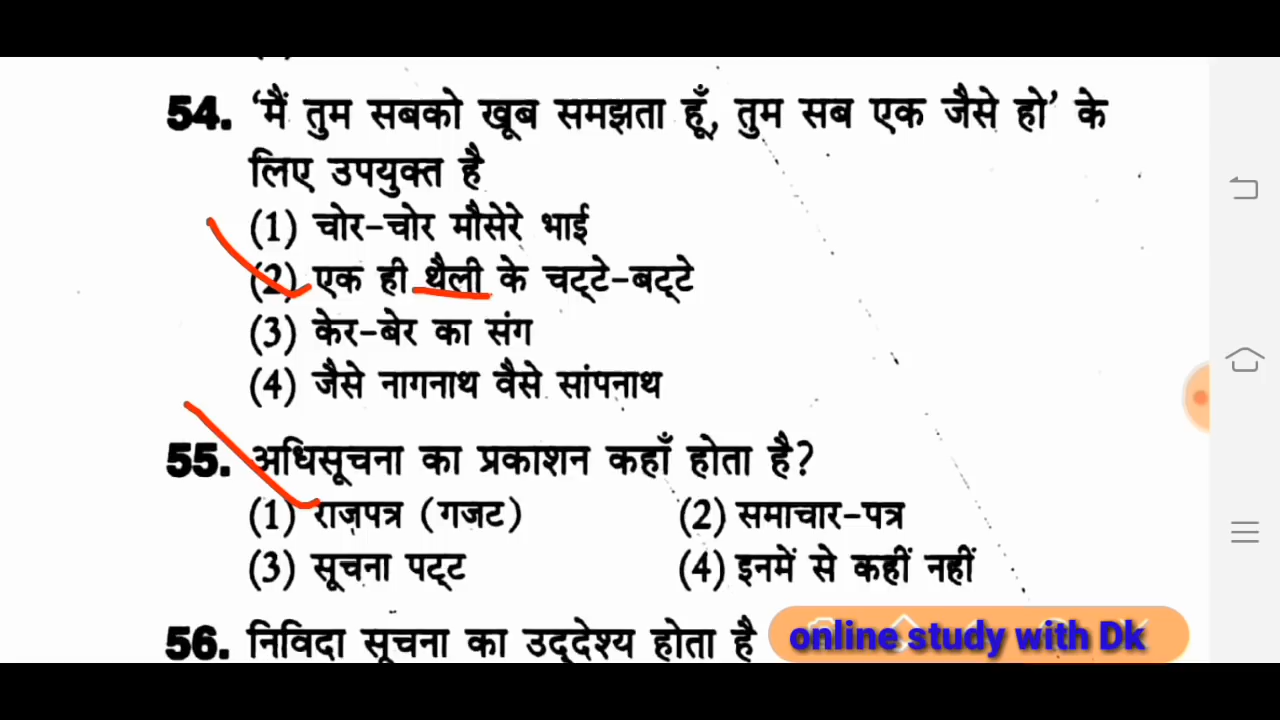 54. ‘मैं तुम सबको खूब समझता हूँ, तुम सब एक जैसे हो’ के
लिए उपयुक्त है
(1) चोर-चोर मौसेरे भाई
(2) एक ही थैली के चट्टे-बट्टे
(3) केर-बेर का संग
(4) जैसे नागनाथ वैसे सांपनाथ
55. अधिसूचना का प्रकाशन कहाँ होता है?
(1) राजपत्र (गजट) (2) समाचार-पत्र
(3) सूचना पट्ट (4) इनमें से कहीं नहीं
56. निविदा सूचना का उद्देश्य होता है
online study with Dk